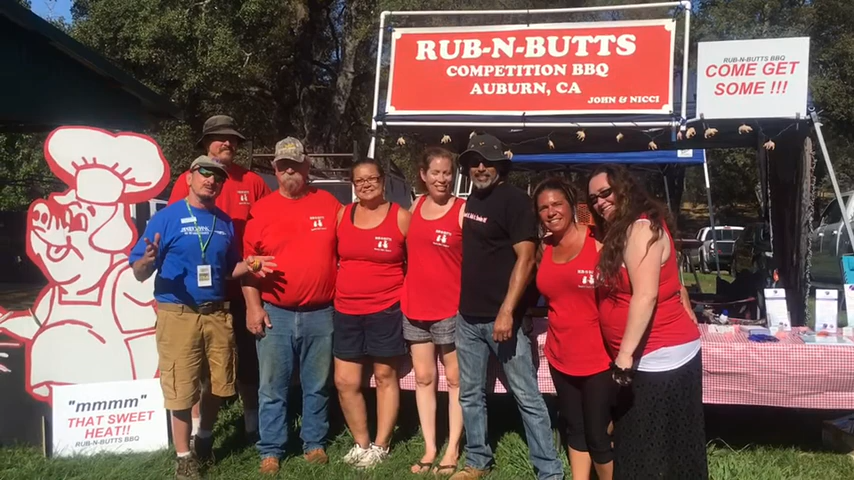 RUB-N-BUTTS
COMPETITION BBQ
AUBURN, CA
JOHN & NICCI
RUB-N-BUTTS BBQ
COME GET
SOME !!!
"mmmm"
THAT SWEET
HEAT!!
RUB-N-BUTTS BBQ